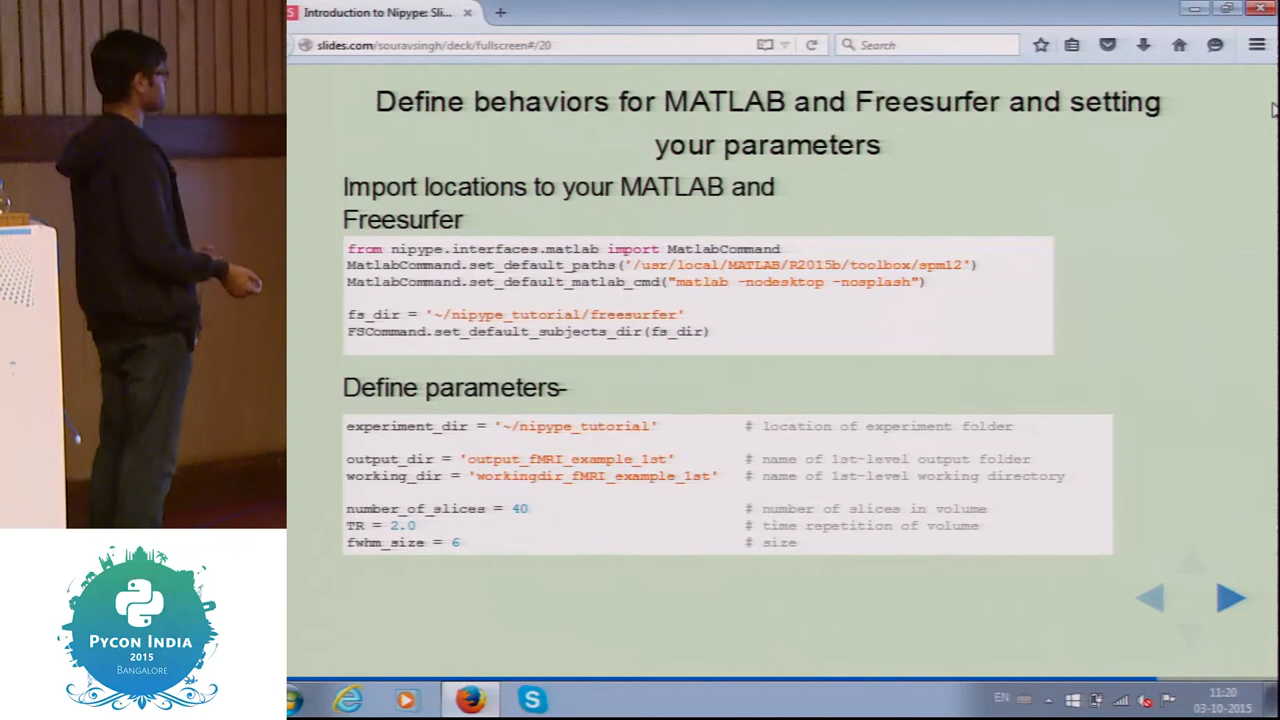 Introduction to Nipype: Sli...
slides.com/souravsingh/deck/fullscreen#/20
Search
Define behaviors for MATLAB and Freesurfer and setting
your parameters
Import locations to your MATLAB and
Freesurfer
from nipype.interfaces.matlab import MatlabCommand
MatlabCommand.set_default_paths('/usr/local/MATLAB/R2015b/toolbox/spm12')
MatlabCommand.set_default_matlab_cmd("matlab -nodesktop -nosplash")
fs_dir = '~/nipype_tutorial/freesurfer'
FSCommand.set_default_subjects_dir(fs_dir)
Define parameters-
experiment_dir = '~/nipype_tutorial' # location of experiment folder
output_dir = 'output_fMRI_example_1st' # name of 1st-level output folder
working_dir = 'workingdir_fMRI_example_1st' # name of 1st-level working directory
number_of_slices = 40 # number of slices in volume
TR = 2.0 # time repetition of volume
fwhm_size = 6 # size
PYCON INDIA
2015
BANGALORE
EN
11:20
03-10-2015